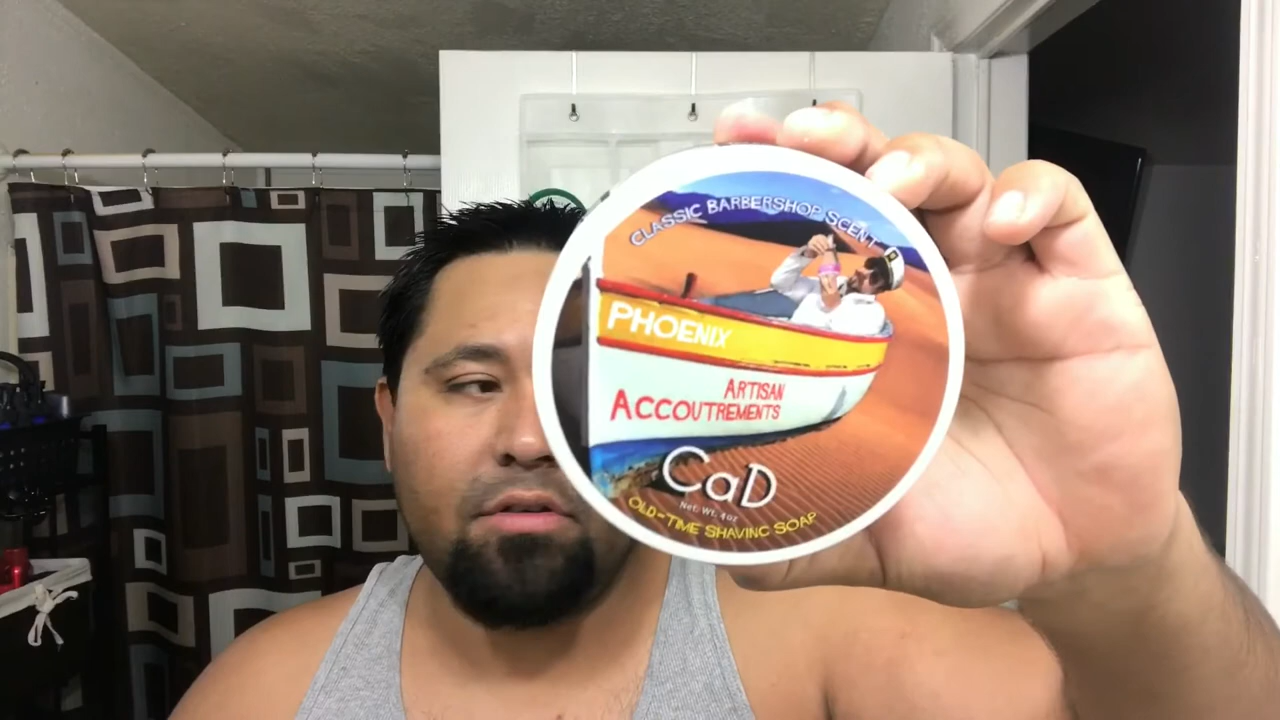 CLASSIC BARBERSHOP SCENT
PHOENIX
ARTISAN
ACCOUTREMENTS
CaD
Net. Wt. 4oz
OLD-TIME SHAVING SOAP